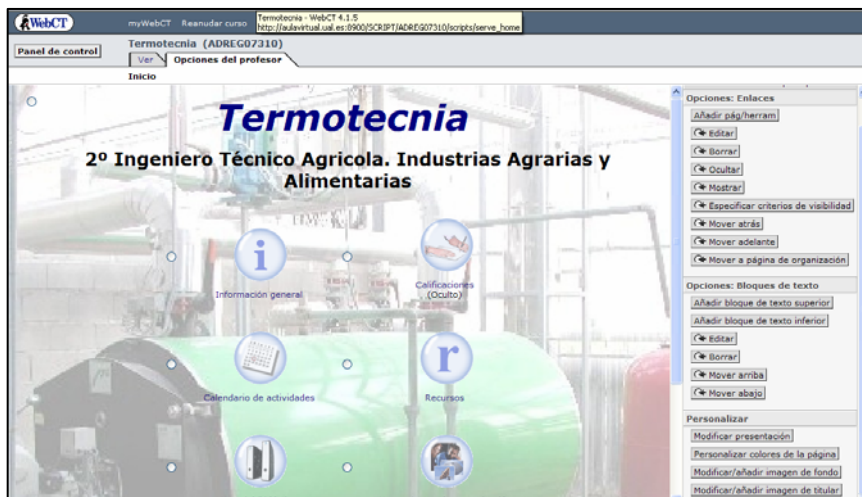 WebCT
myWebCT Reanudar curso
Termotecnia - WebCT 4.1.5
http://aulavirtual.ual.es:8900/SCRIPT/ADREG07310/scripts/serve_home
Panel de control
Termotecnia (ADREG07310)
Ver Opciones del profesor
Inicio
Termotecnia
2º Ingeniero Técnico Agricola. Industrias Agrarias y
Alimentarias
i
Información general
Calificaciones
(Oculto)
Calendario de actividades
r
Recursos
Opciones: Enlaces
Añadir pág/herram
Editar
Borrar
Ocultar
Mostrar
Especificar criterios de visibilidad
Mover atrás
Mover adelante
Mover a página de organización
Opciones: Bloques de texto
Añadir bloque de texto superior
Añadir bloque de texto inferior
Editar
Borrar
Mover arriba
Mover abajo
Personalizar
Modificar presentación
Personalizar colores de la página
Modificar/añadir imagen de fondo
Modificar/añadir imagen de titular